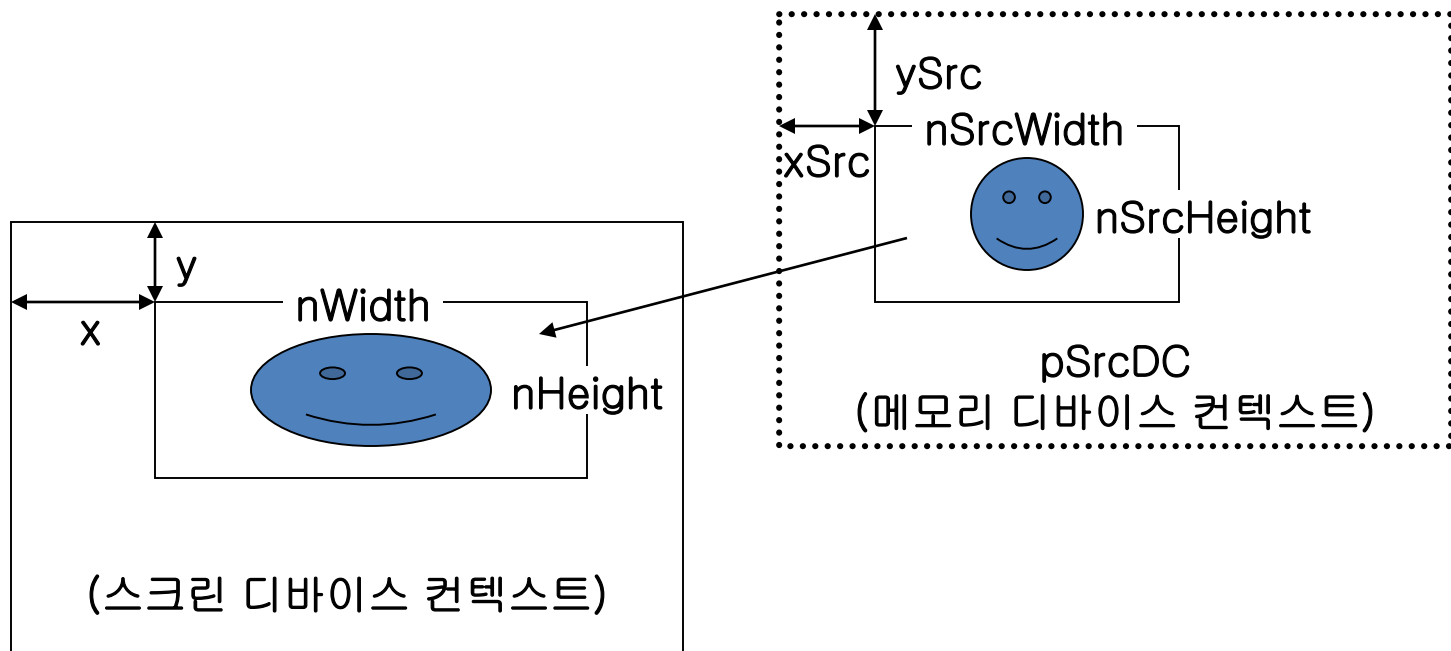 ySrc
nSrcWidth
xSrc
nSrcHeight
pSrcDC
(메모리 디바이스 컨텍스트)
y
x
nWidth
nHeight
(스크린 디바이스 컨텍스트)